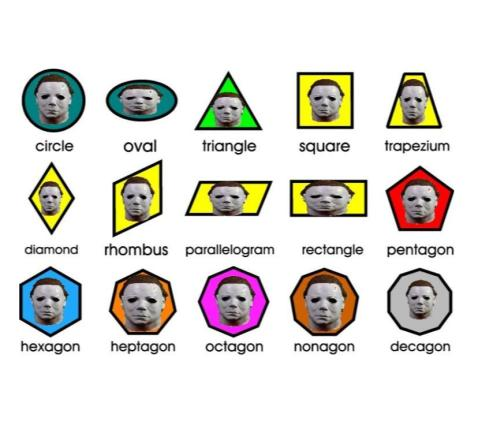 circle oval triangle square trapezium
diamond rhombus parallelogram rectangle pentagon
hexagon heptagon octagon nonagon decagon